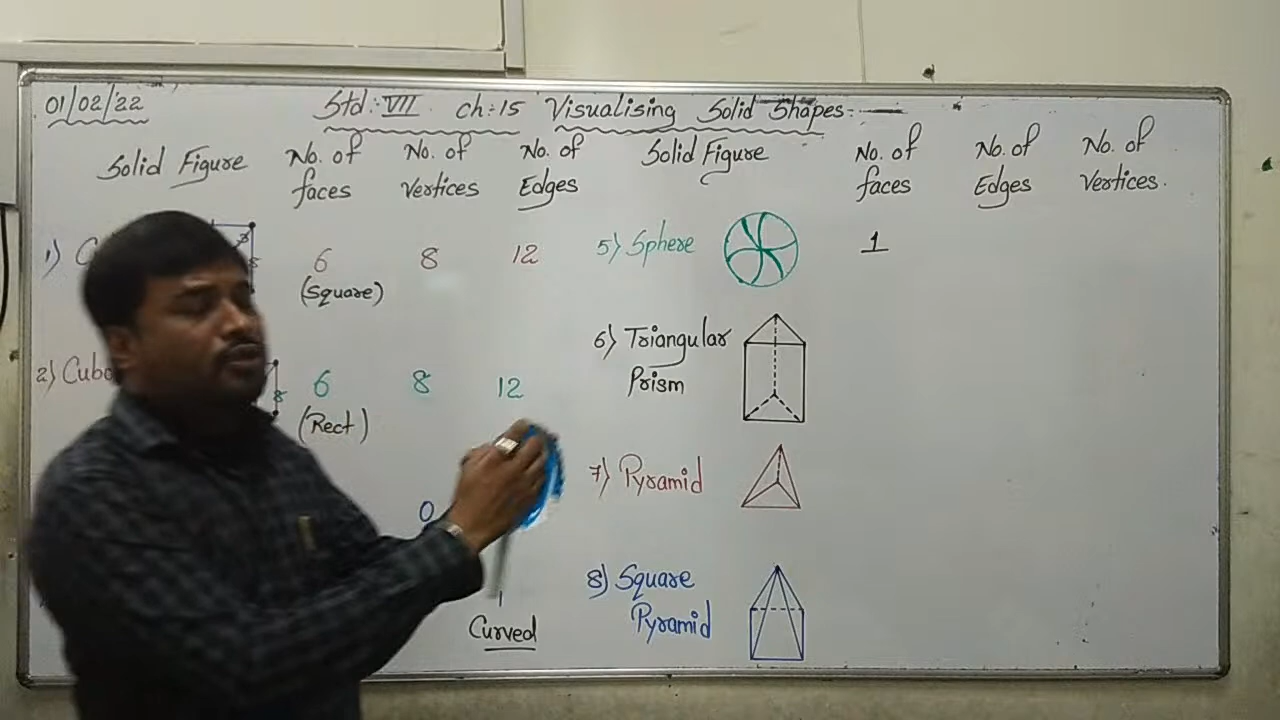 01/02/22 Std: VII ch:15 Visualising Solid Shapes:
Solid Figure No. of faces No. of Vertices No. of Edges Solid Figure No. of faces No. of Edges No. of Vertices.
1) 6 (Square) 8 12
2) 6 (Rect) 8 12
0
Curved
5) Sphere 1
6) Triangular Prism
7) Pyramid
8) Square Pyramid